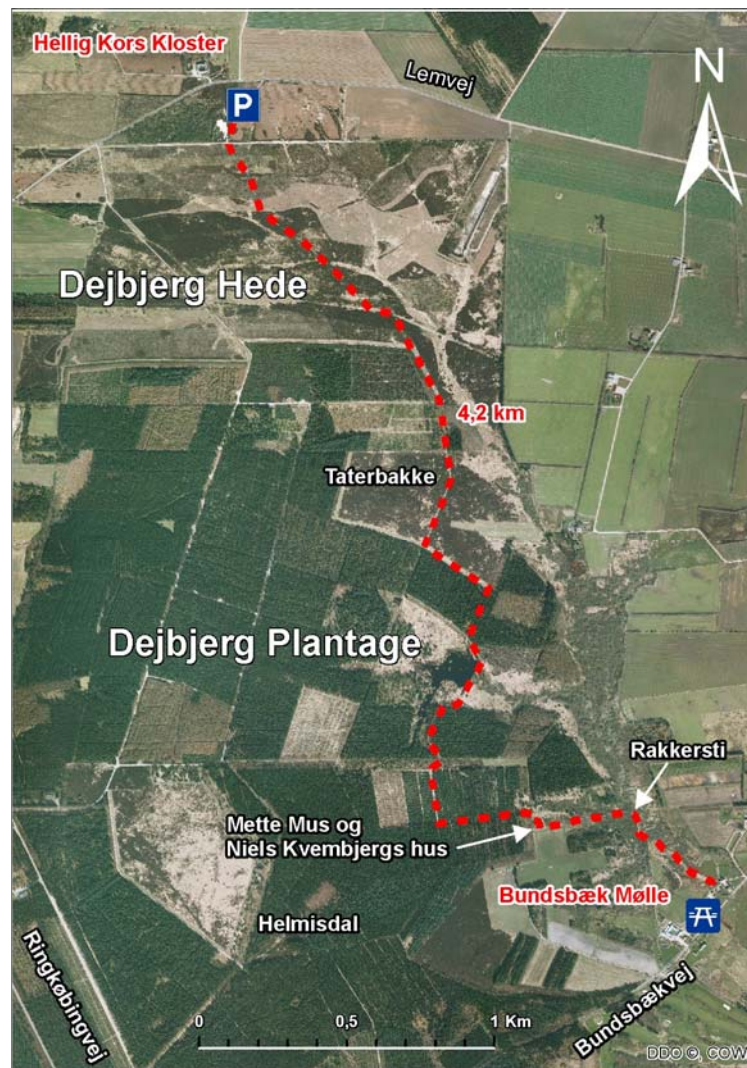 Hellig Kors Kloster
Lemvej
P
N
Dejbjerg Hede
4,2 km
Taterbakke
Dejbjerg Plantage
Rakkersti
Mette Mus og
Niels Kvembjergs hus
Bundsbæk Mølle
Helmisdal
Ringkøbingvej
Bundsbækvej
0 0,5 1 Km
DDO ©, COW